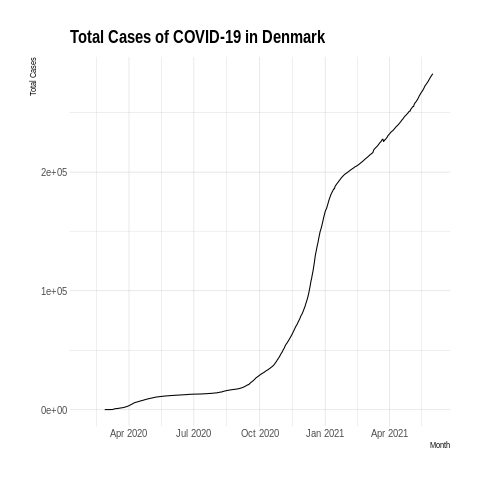 Total Cases of COVID-19 in Denmark
Total Cases
2e+05
1e+05
0e+00
Apr 2020 Jul 2020 Oct 2020 Jan 2021 Apr 2021
Month